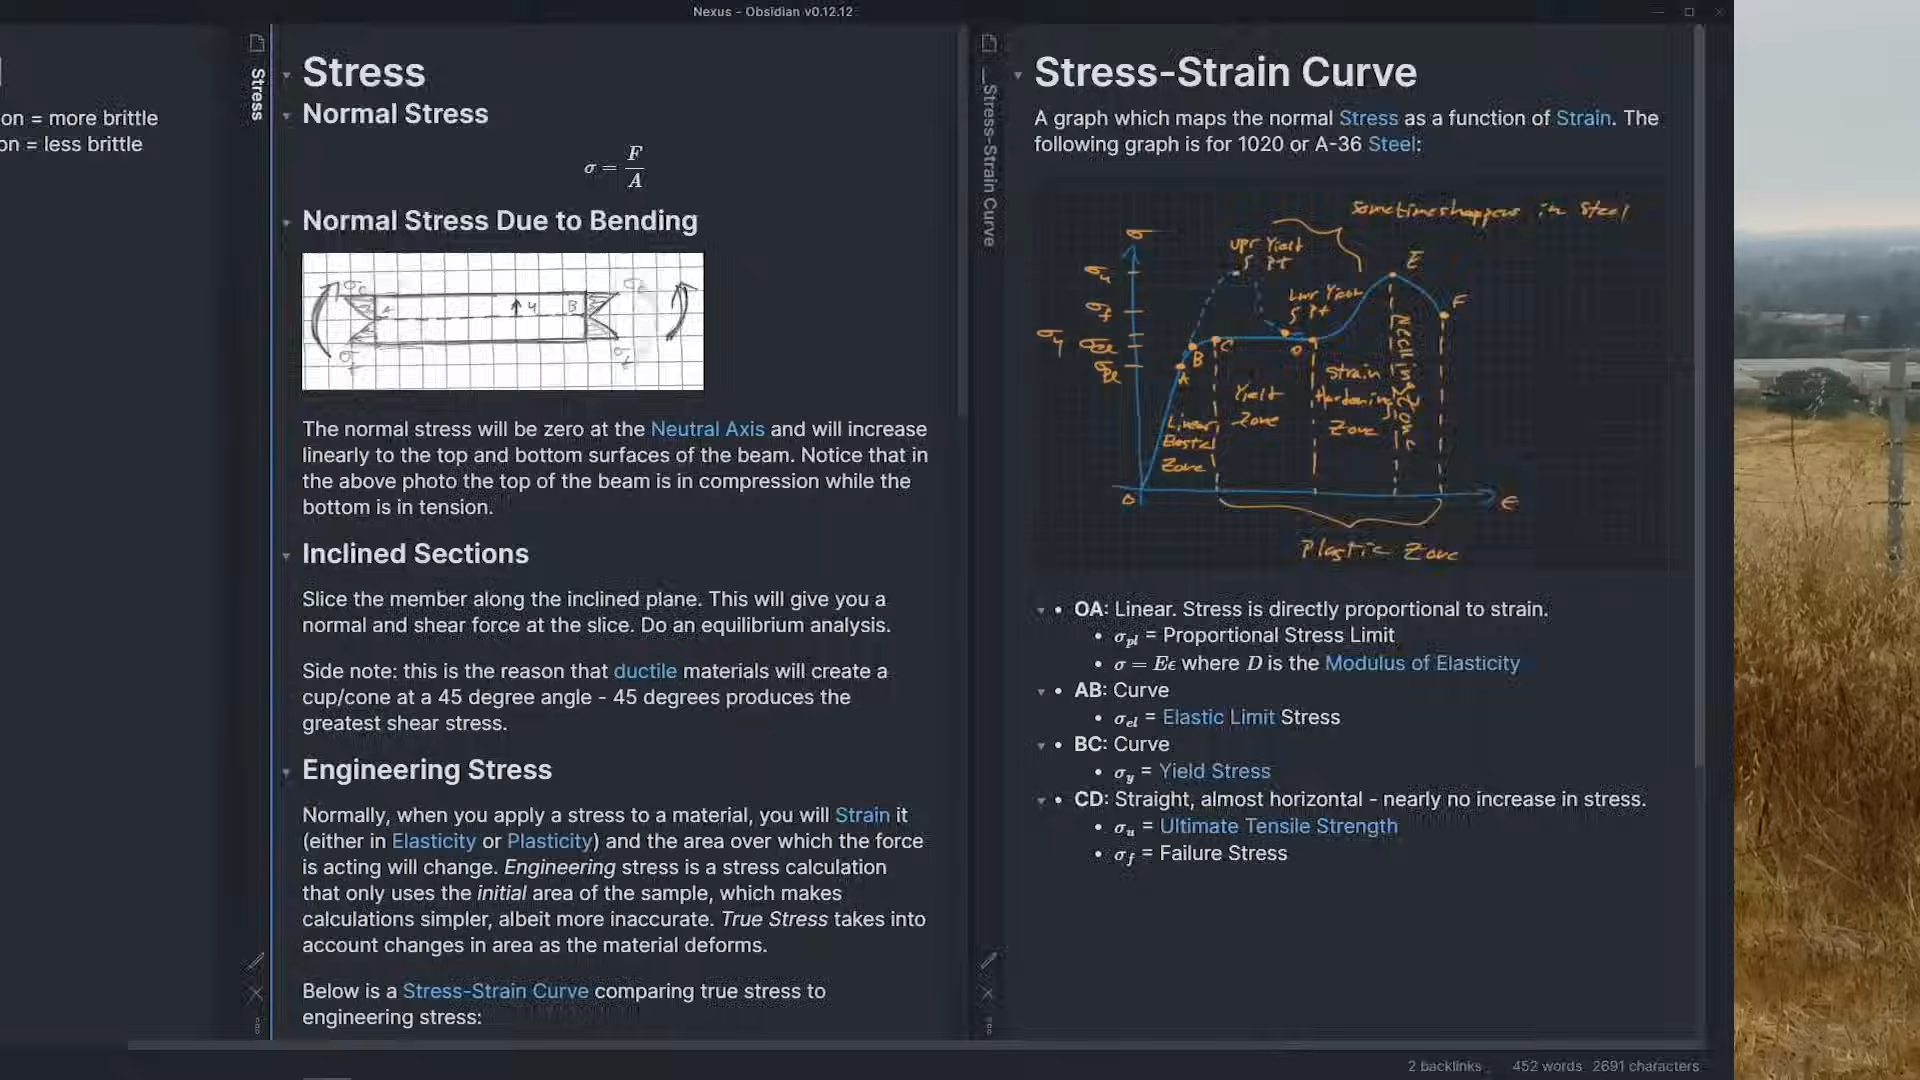 Nexus - Obsidian v0.12.12
on = more brittle
on = less brittle
Stress
Stress
Normal Stress
σ = F/A
Normal Stress Due to Bending
σc
σc
A
y
B
σt
σt
The normal stress will be zero at the Neutral Axis and will increase
linearly to the top and bottom surfaces of the beam. Notice that in
the above photo the top of the beam is in compression while the
bottom is in tension.
Inclined Sections
Slice the member along the inclined plane. This will give you a
normal and shear force at the slice. Do an equilibrium analysis.
Side note: this is the reason that ductile materials will create a
cup/cone at a 45 degree angle - 45 degrees produces the
greatest shear stress.
Engineering Stress
Normally, when you apply a stress to a material, you will Strain it
(either in Elasticity or Plasticity) and the area over which the force
is acting will change. Engineering stress is a stress calculation
that only uses the initial area of the sample, which makes
calculations simpler, albeit more inaccurate. True Stress takes into
account changes in area as the material deforms.
Below is a Stress-Strain Curve comparing true stress to
engineering stress:
Stress-Strain Curve
Stress-Strain Curve
A graph which maps the normal Stress as a function of Strain. The
following graph is for 1020 or A-36 Steel:
Sometimes happens in Steel
σ
upr Yield
Pt
E
σu
Lwr Yield
Pt
F
σf
σy
σel
B
C
D
σpl
A
Strain
Hardening
Zone
Yield
Zone
Linear
Elastic
Zone
Necking Zone
O
ϵ
Plastic Zone
• OA: Linear. Stress is directly proportional to strain.
• σpl = Proportional Stress Limit
• σ = Eϵ where D is the Modulus of Elasticity
• AB: Curve
• σel = Elastic Limit Stress
• BC: Curve
• σy = Yield Stress
• CD: Straight, almost horizontal - nearly no increase in stress.
• σu = Ultimate Tensile Strength
• σf = Failure Stress
2 backlinks
452 words 2691 characters